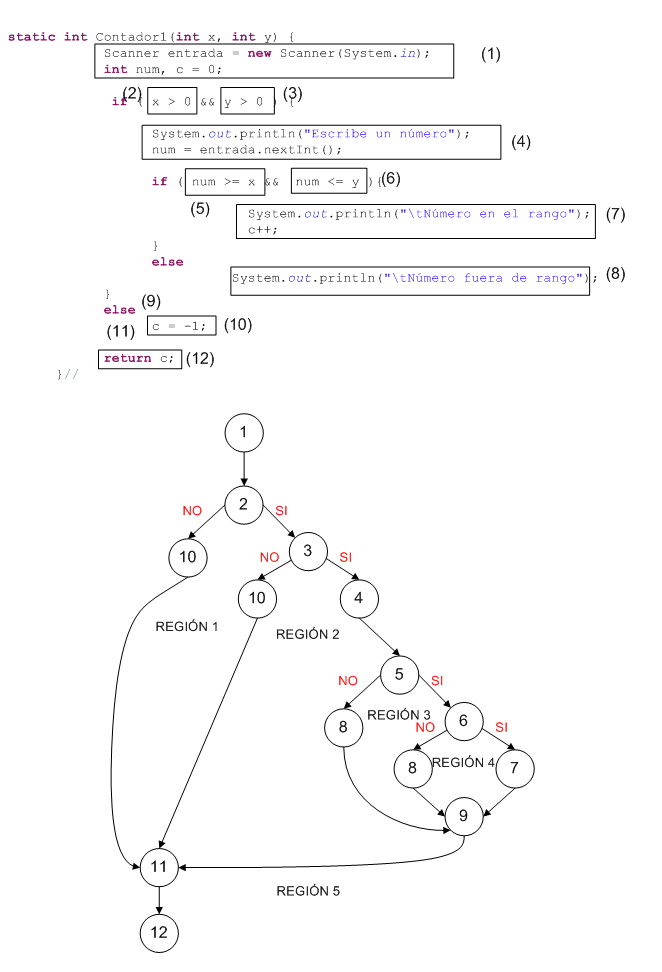 static int Contador1(int x, int y) {
Scanner entrada = new Scanner(System.in); (1)
int num, c = 0;
(2) (3)
if ( x > 0 && y > 0 ) {
System.out.println("Escribe un número"); (4)
num = entrada.nextInt();
if ( num >= x && num <= y ){ (6)
(5)
System.out.println("\tNúmero en el rango"); (7)
c++;
}
else
System.out.println("\tNúmero fuera de rango"); (8)
}
else (9)
(11) c = -1; (10)
return c; (12)
}//
1
2
NO SI
10 3
NO SI
10 4
REGIÓN 1 REGIÓN 2
5
NO SI
8 REGIÓN 3 6
NO SI
8 REGIÓN 4 7
9
11
REGIÓN 5
12